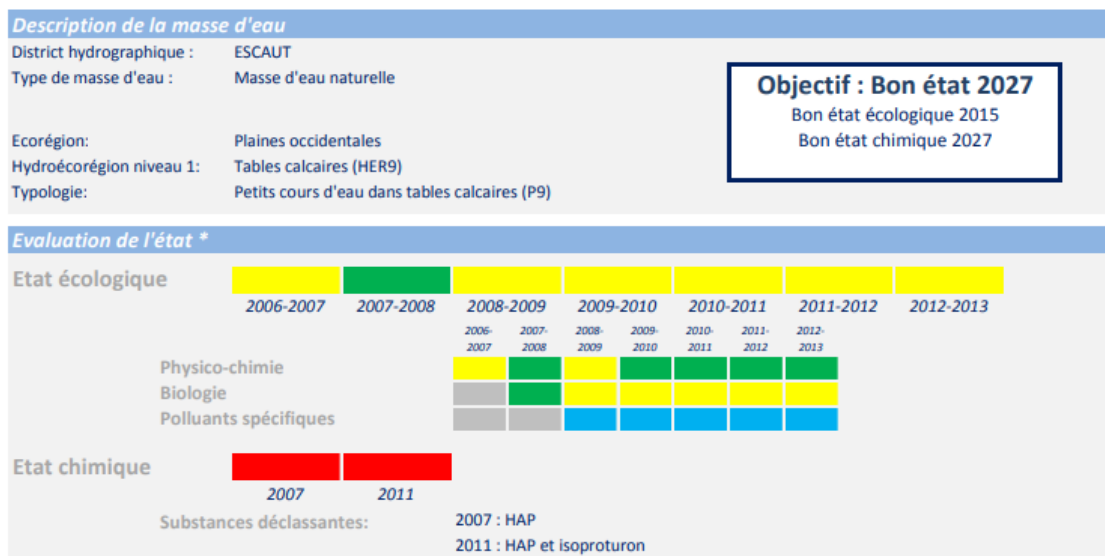 Description de la masse d'eau
District hydrographique : ESCAUT
Type de masse d'eau : Masse d'eau naturelle
Objectif : Bon état 2027
Bon état écologique 2015
Bon état chimique 2027
Ecorégion: Plaines occidentales
Hydroécorégion niveau 1: Tables calcaires (HER9)
Typologie: Petits cours d'eau dans tables calcaires (P9)
Evaluation de l'état *
Etat écologique
2006-2007 2007-2008 2008-2009 2009-2010 2010-2011 2011-2012 2012-2013
2006- 2007- 2008- 2009- 2010- 2011- 2012-
2007 2008 2009 2010 2011 2012 2013
Physico-chimie
Biologie
Polluants spécifiques
Etat chimique
2007 2011
Substances déclassantes: 2007 : HAP
2011 : HAP et isoproturon